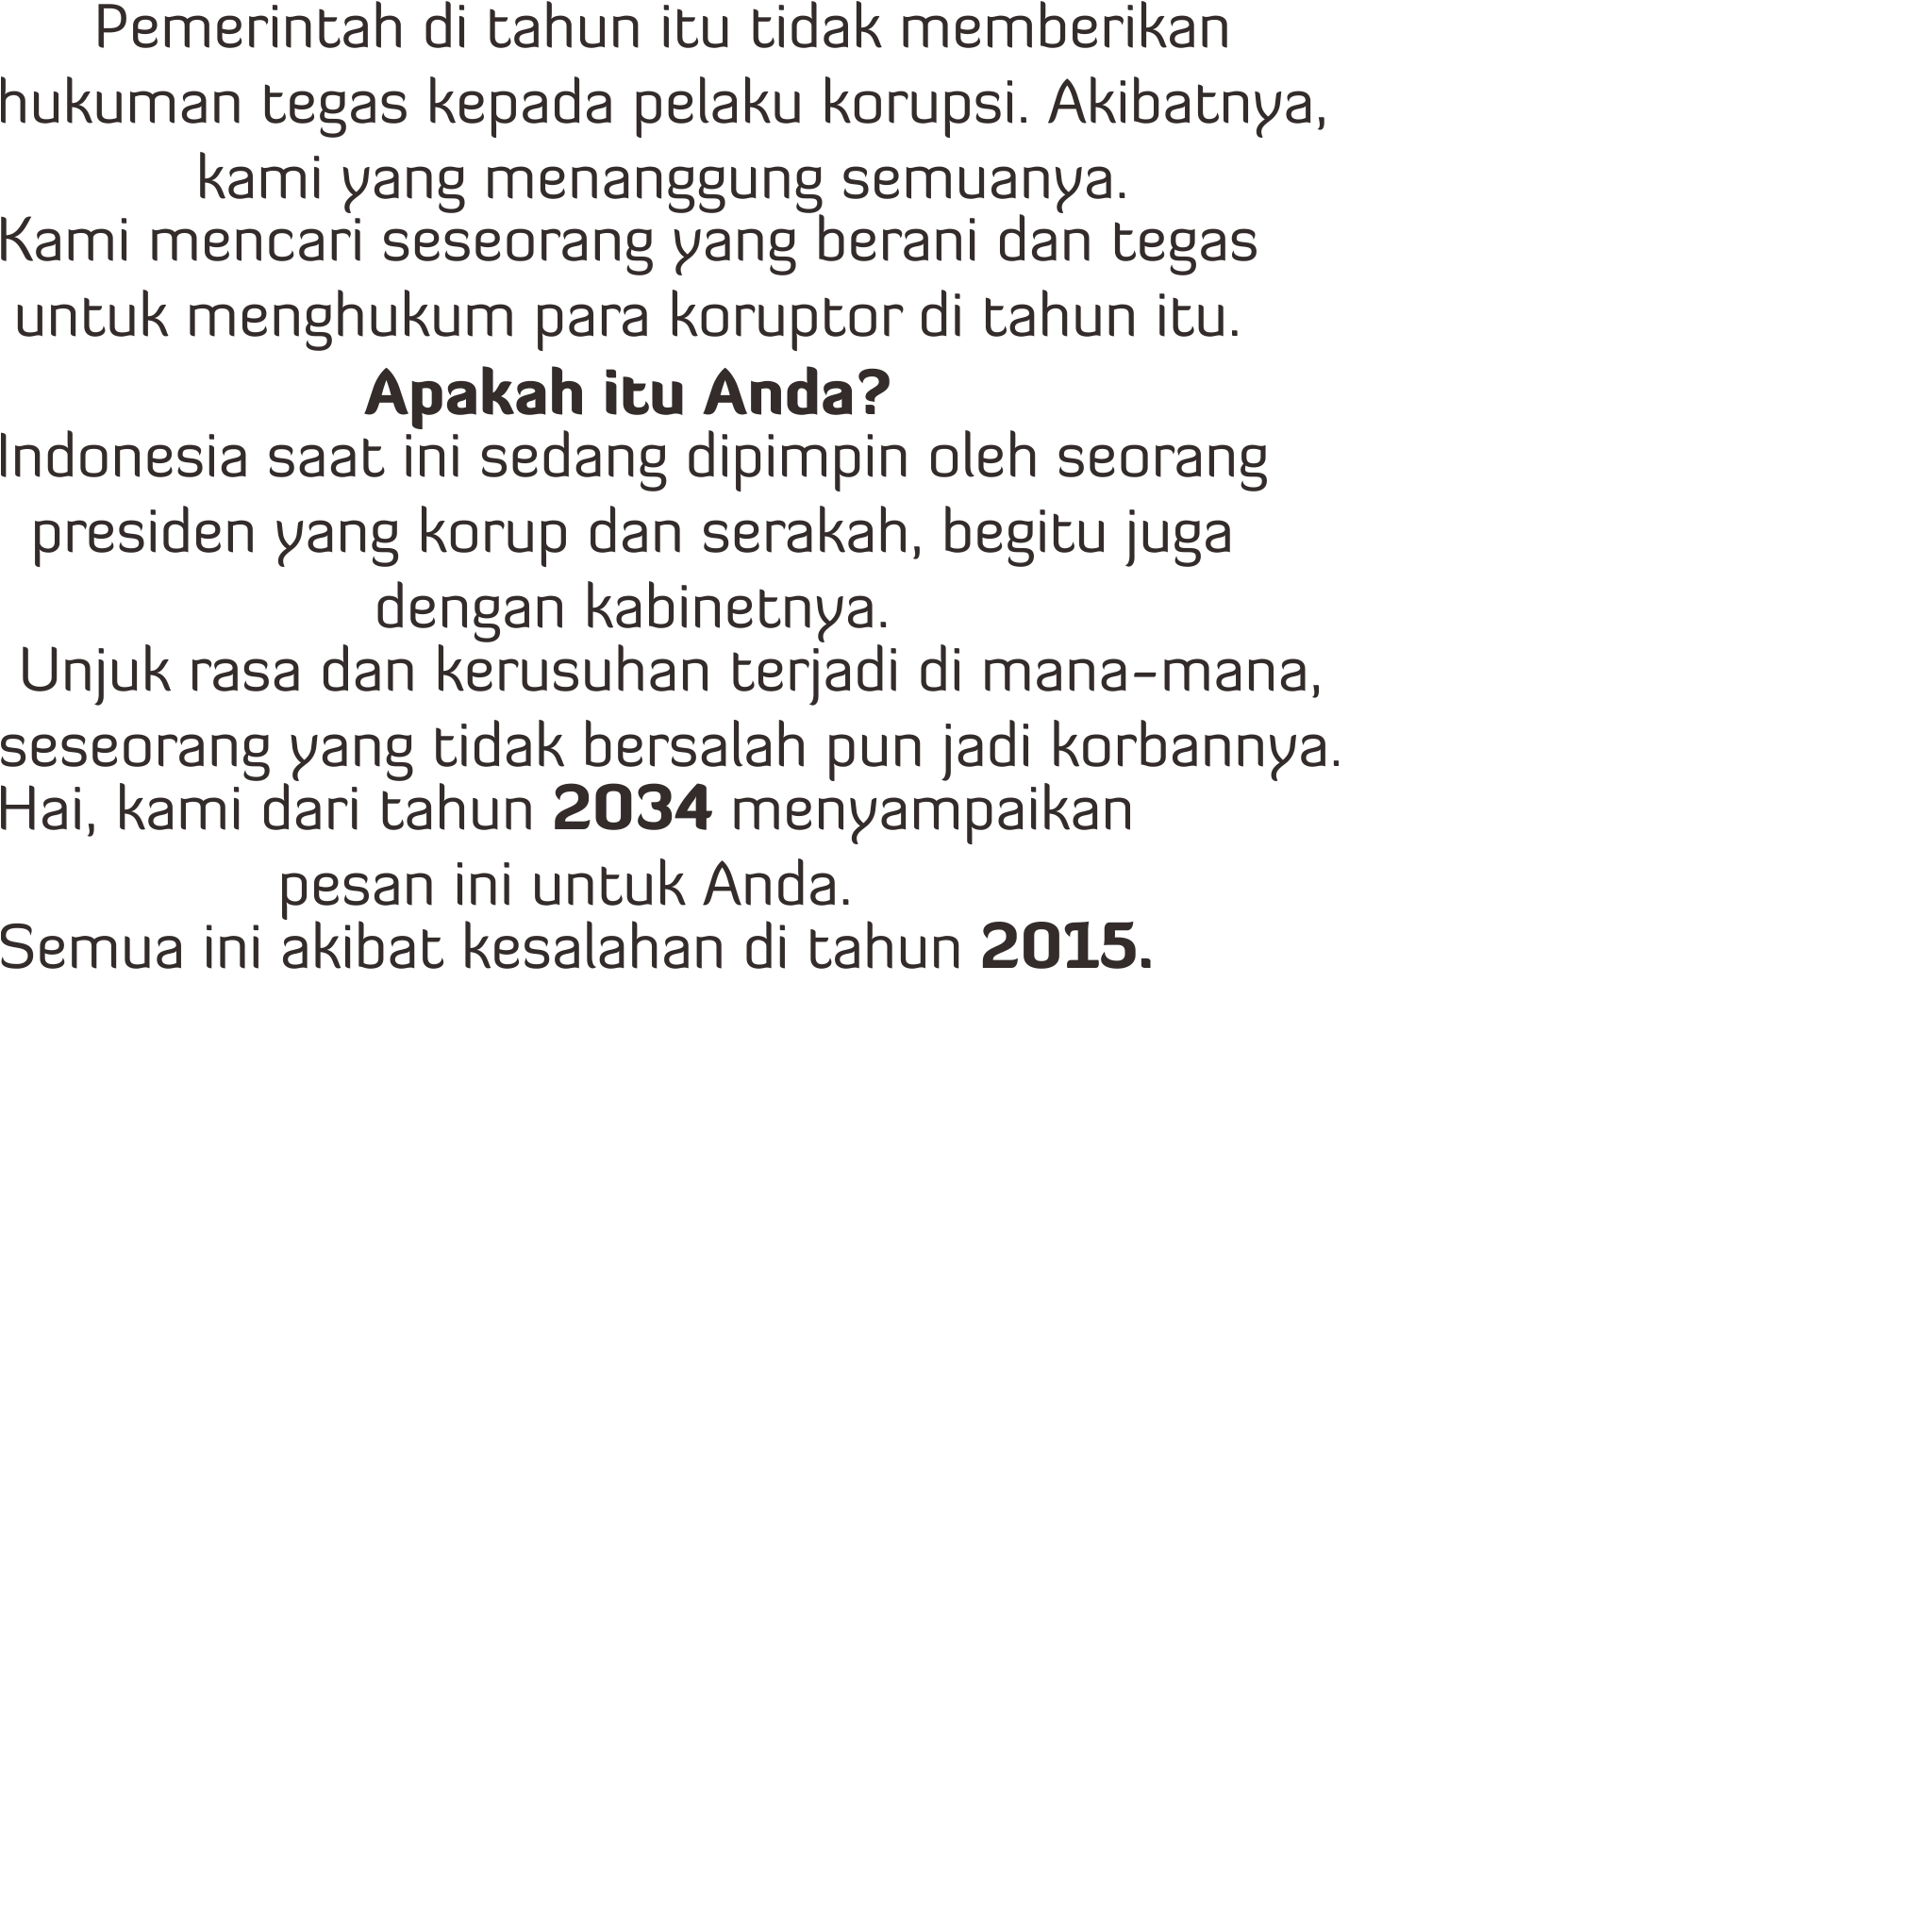 Pemerintah di tahun itu tidak memberikan
hukuman tegas kepada pelaku korupsi. Akibatnya,
kami yang menanggung semuanya.
Kami mencari seseorang yang berani dan tegas
untuk menghukum para koruptor di tahun itu.
Apakah itu Anda?
Indonesia saat ini sedang dipimpin oleh seorang
presiden yang korup dan serakah, begitu juga
dengan kabinetnya.
Unjuk rasa dan kerusuhan terjadi di mana-mana,
seseorang yang tidak bersalah pun jadi korbannya.
Hai, kami dari tahun 2034 menyampaikan
pesan ini untuk Anda.
Semua ini akibat kesalahan di tahun 2015.